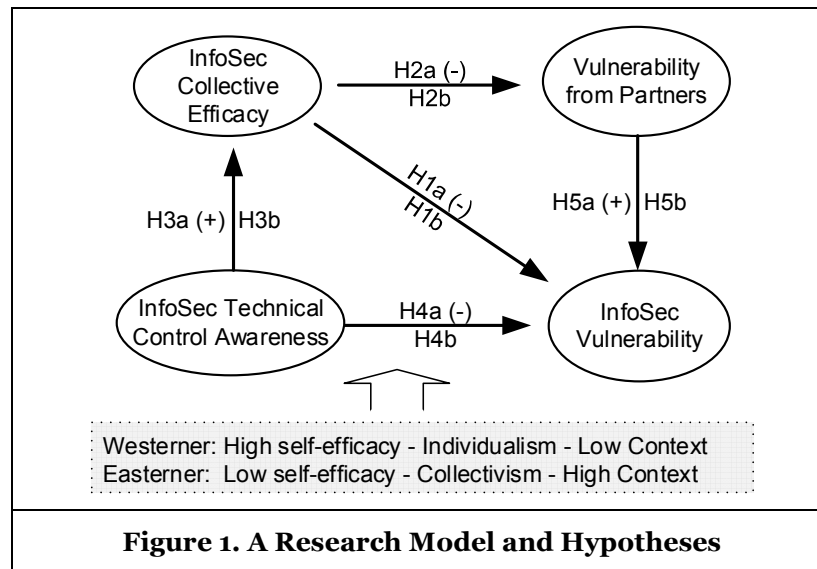 InfoSec
Collective
Efficacy
H2a (-)
H2b
Vulnerability
from Partners
H1a (-)
H1b
H3a (+)
H3b
H5a (+)
H5b
InfoSec Technical
Control Awareness
H4a (-)
H4b
InfoSec
Vulnerability
Westerner: High self-efficacy - Individualism - Low Context
Easterner: Low self-efficacy - Collectivism - High Context
Figure 1. A Research Model and Hypotheses